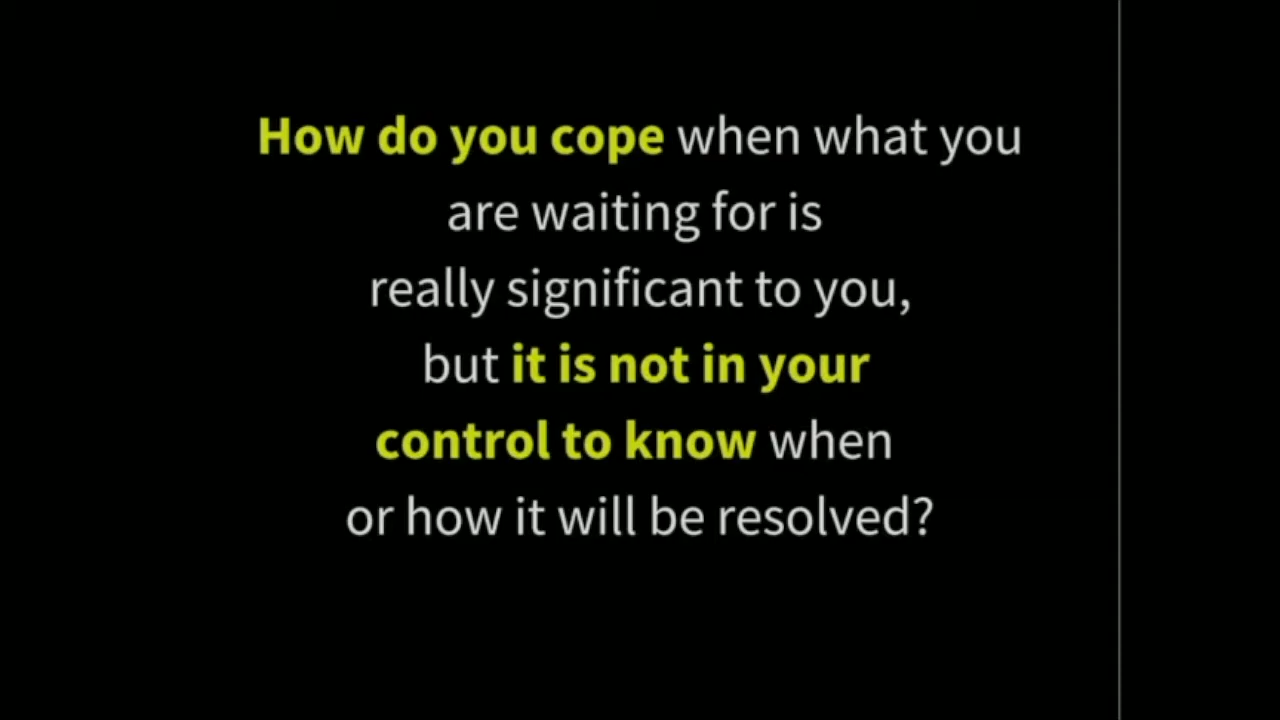 How do you cope when what you
are waiting for is
really significant to you,
but it is not in your
control to know when
or how it will be resolved?